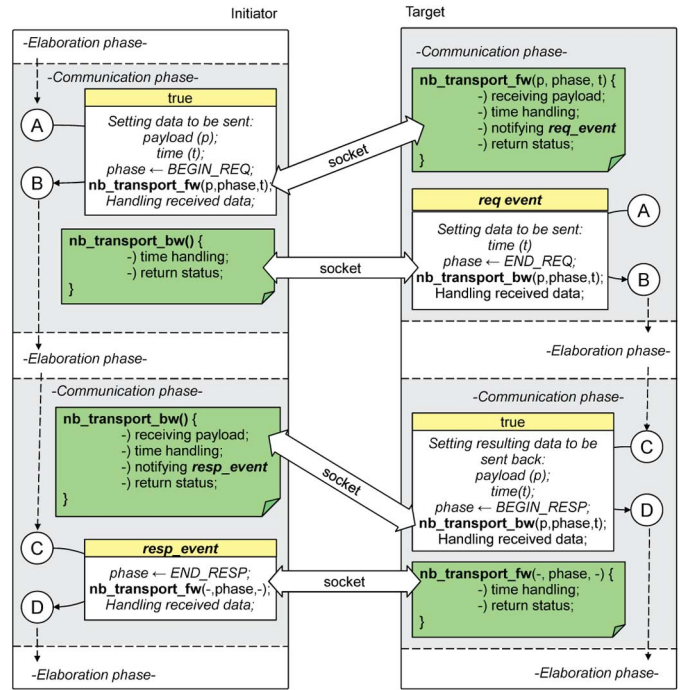 Initiator
-Elaboration phase-
-Communication phase-
true
A
Setting data to be sent:
payload (p);
time (t);
phase ← BEGIN_REQ;
B
nb_transport_fw(p,phase,t);
Handling received data;
nb_transport_bw() {
-) time handling;
-) return status;
}
-Elaboration phase-
-Communication phase-
nb_transport_bw() {
-) receiving payload;
-) time handling;
-) notifying resp_event
-) return status;
}
C
resp_event
phase ← END_RESP;
nb_transport_fw(-,phase,-);
D
Handling received data;
-Elaboration phase-
socket
socket
socket
socket
Target
-Communication phase-
nb_transport_fw(p, phase, t) {
-) receiving payload;
-) time handling;
-) notifying req_event
-) return status;
}
req event
A
Setting data to be sent:
time (t)
phase ← END_REQ;
nb_transport_bw(p,phase,t);
B
Handling received data;
-Elaboration phase-
-Communication phase-
true
Setting resulting data to be
C
sent back:
payload (p);
time(t);
phase ← BEGIN_RESP;
D
nb_transport_bw(p,phase,t);
Handling received data;
nb_transport_fw(-, phase, -) {
-) time handling;
-) return status;
}
-Elaboration phase-